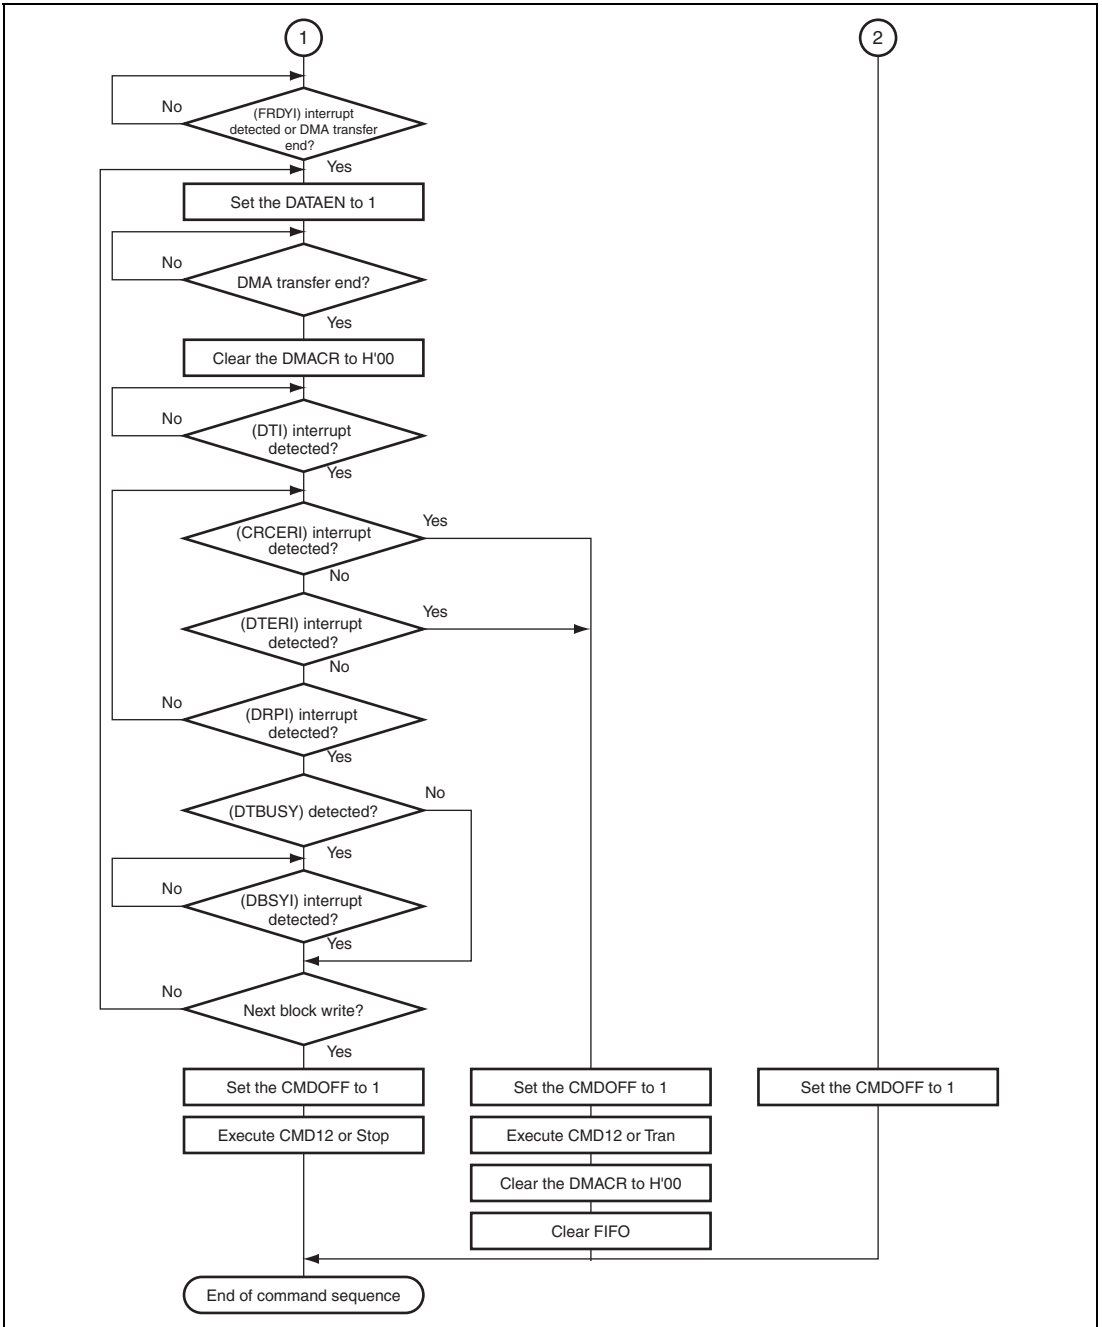 1
2
No
(FRDYI) interrupt
detected or DMA transfer
end?
Yes
Set the DATAEN to 1
No
DMA transfer end?
Yes
Clear the DMACR to H'00
No
(DTI) interrupt
detected?
Yes
(CRCERI) interrupt
detected?
Yes
No
(DTERI) interrupt
detected?
Yes
No
No
(DRPI) interrupt
detected?
Yes
(DTBUSY) detected?
No
Yes
No
(DBSYI) interrupt
detected?
Yes
No
Next block write?
Yes
Set the CMDOFF to 1
Set the CMDOFF to 1
Set the CMDOFF to 1
Execute CMD12 or Stop
Execute CMD12 or Tran
Clear the DMACR to H'00
Clear FIFO
End of command sequence